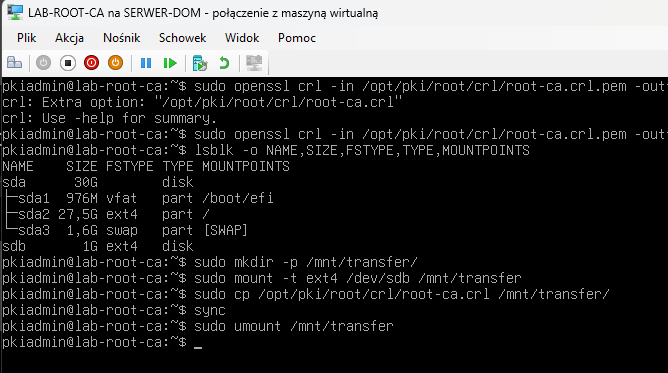 LAB-ROOT-CA na SERWER-DOM - połączenie z maszyną wirtualną
Plik Akcja Nośnik Schowek Widok Pomoc
pkiadmin@lab-root-ca:~$ sudo openssl crl -in /opt/pki/root/crl/root-ca.crl.pem -out
crl: Extra option: "/opt/pki/root/crl/root-ca.crl"
crl: Use -help for summary.
pkiadmin@lab-root-ca:~$ sudo openssl crl -in /opt/pki/root/crl/root-ca.crl.pem -out
pkiadmin@lab-root-ca:~$ lsblk -o NAME,SIZE,FSTYPE,TYPE,MOUNTPOINTS
NAME SIZE FSTYPE TYPE MOUNTPOINTS
sda 30G disk
├─sda1 976M vfat part /boot/efi
├─sda2 27,5G ext4 part /
└─sda3 1,6G swap part [SWAP]
sdb 1G ext4 disk
pkiadmin@lab-root-ca:~$ sudo mkdir -p /mnt/transfer/
pkiadmin@lab-root-ca:~$ sudo mount -t ext4 /dev/sdb /mnt/transfer
pkiadmin@lab-root-ca:~$ sudo cp /opt/pki/root/crl/root-ca.crl /mnt/transfer/
pkiadmin@lab-root-ca:~$ sync
pkiadmin@lab-root-ca:~$ sudo umount /mnt/transfer
pkiadmin@lab-root-ca:~$ _